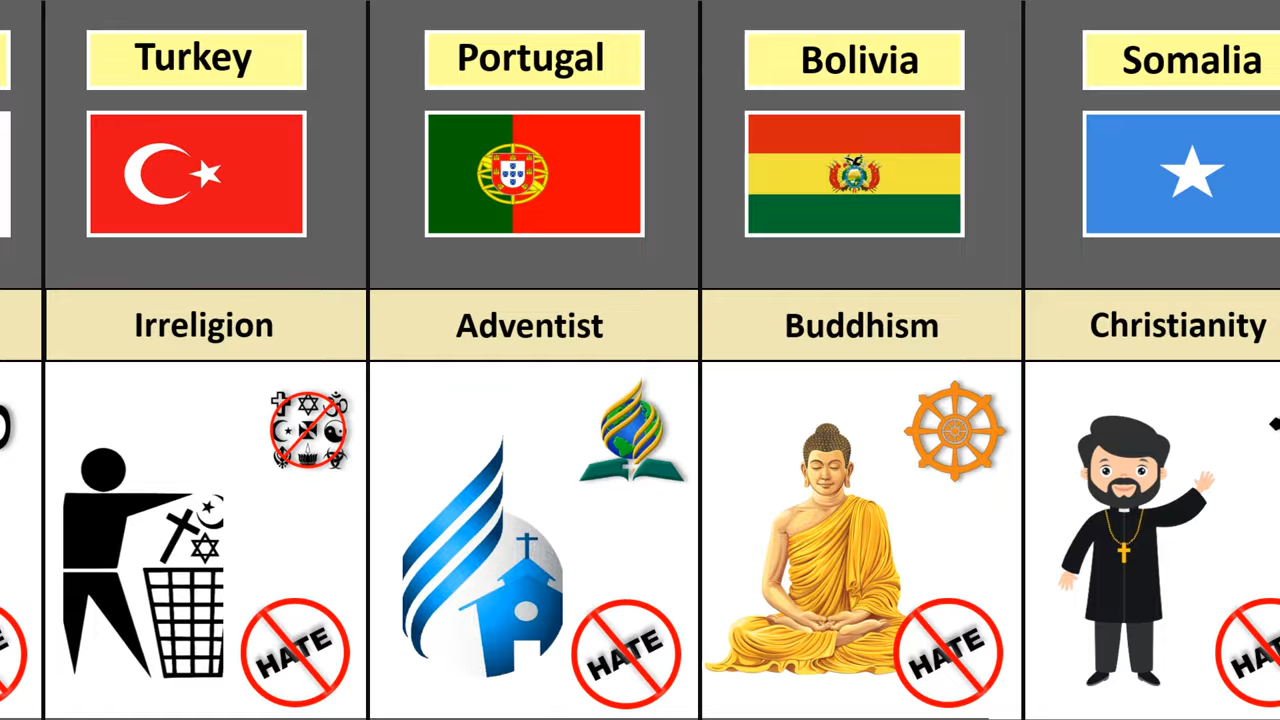 Turkey
Portugal
Bolivia
Somalia
Irreligion
Adventist
Buddhism
Christianity
HATE
HATE
HATE